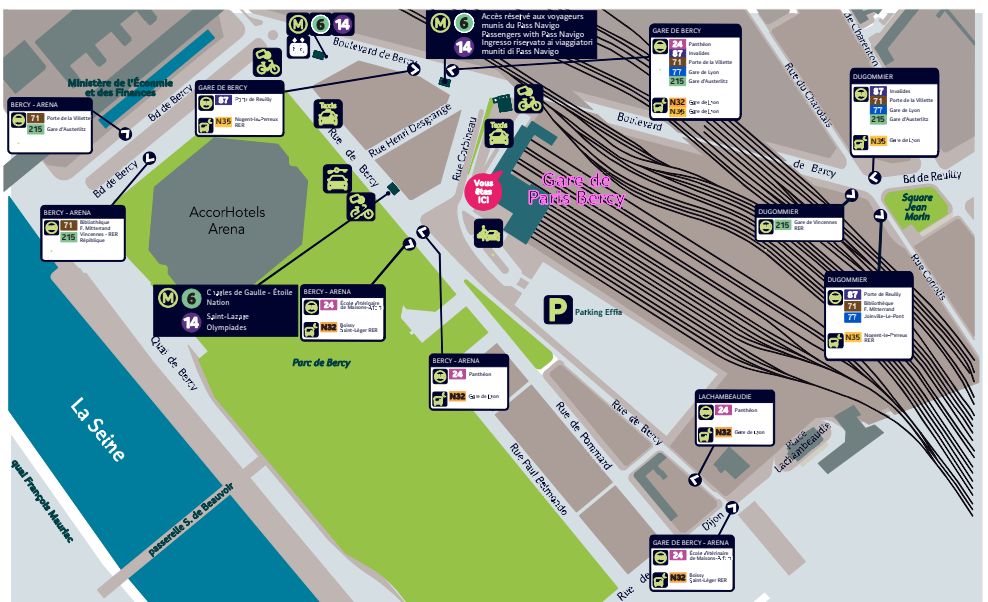 M 6 14
Boulevard de Bercy
M 6
14
Accès réservé aux voyageurs
munis du Pass Navigo
Passengers with Pass Navigo
Ingresso riservato ai viaggiatori
muniti di Pass Navigo
GARE DE BERCY
24 Panthéon
87 Invalides
71 Porte de la Villette
77 Gare de Lyon
215 Gare d'Austerlitz
N32 Gare de Lyon
N35 Gare de Lyon
de Charenton
Rue du Charolais
DUGOMMIER
87 Invalides
71 Porte de la Villette
77 Gare de Lyon
215 Gare d'Austerlitz
N35 Gare de Lyon
Ministère de l'Économie
et des Finances
BERCY - ARENA
71 Porte de la Villette
215 Gare d'Austerlitz
Bd de Bercy
GARE DE BERCY
87 Porte de Reuilly
N35 Nogent-le-Perreux
RER
Taxis
Rue de Bercy
Rue Henri Desgrange
Rue Corbineau
Taxis
Boulevard
de Bercy
Bd de Reuilly
Bd de Bercy
Vous
êtes
ICI
Gare de
Paris Bercy
Square
Jean
Morin
AccorHotels
Arena
BERCY - ARENA
71 Bibliothèque
F. Mitterrand
215 Vincennes - RER
République
DUGOMMIER
215 Gare de Vincennes
RER
Rue Corriolis
DUGOMMIER
87 Porte de Reuilly
71 Bibliothèque
F. Mitterrand
77 Joinville-Le-Pont
N35 Nogent-le-Perreux
RER
M 6 Charles de Gaulle - Étoile
Nation
14 Saint-Lazare
Olympiades
BERCY - ARENA
24 École Vétérinaire
de Maisons-Alfort
N32 Boissy
Saint-Léger RER
P Parking Effia
Quai de Bercy
Parc de Bercy
BERCY - ARENA
24 Panthéon
N32 Gare de Lyon
LACHAMBEAUDIE
24 Panthéon
N32 Gare de Lyon
La Seine
Rue de Bercy
Rue de Pommard
Place
Lachambeaudie
Rue Paul Belmondo
quai François Mauriac
passerelle S. de Beauvoir
Rue de
Dijon
GARE DE BERCY - ARENA
24 École Vétérinaire
de Maisons-Alfort
N32 Boissy
Saint-Léger RER